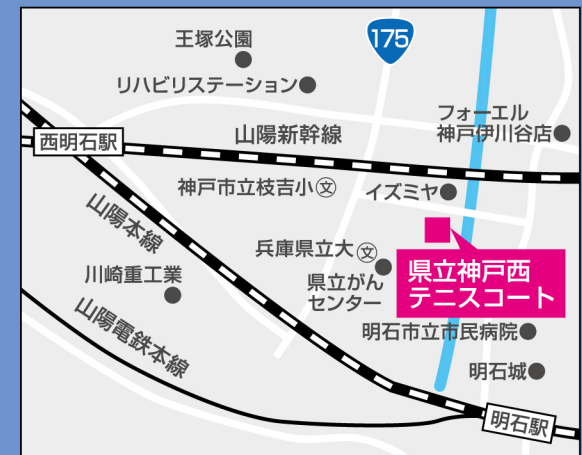 王塚公園
175
リハビリステーション
フォーエル
神戸伊川谷店
山陽新幹線
西明石駅
神戸市立枝吉小
文
イズミヤ
山陽本線
兵庫県立大
文
県立がん
センター
県立神戸西
テニスコート
川崎重工業
山陽電鉄本線
明石市立市民病院
明石城
明石駅